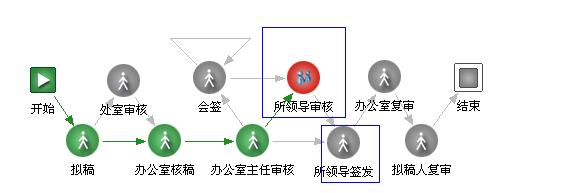 开始
处室审核
会签
所领导审核
办公室复审
结束
拟稿
办公室核稿
办公室主任审核
所领导签发
拟稿人复审